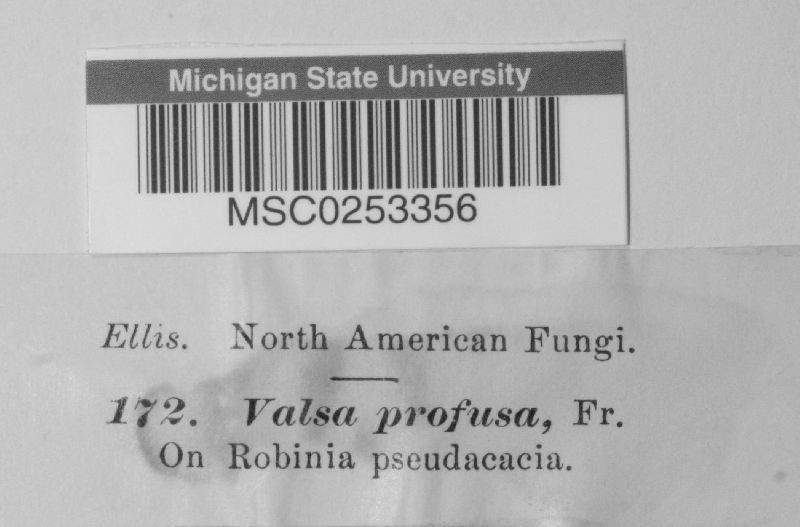 Michigan State University
MSC0253356
Ellis. North American Fungi.
172. Valsa profusa, Fr.
On Robinia pseudacacia.